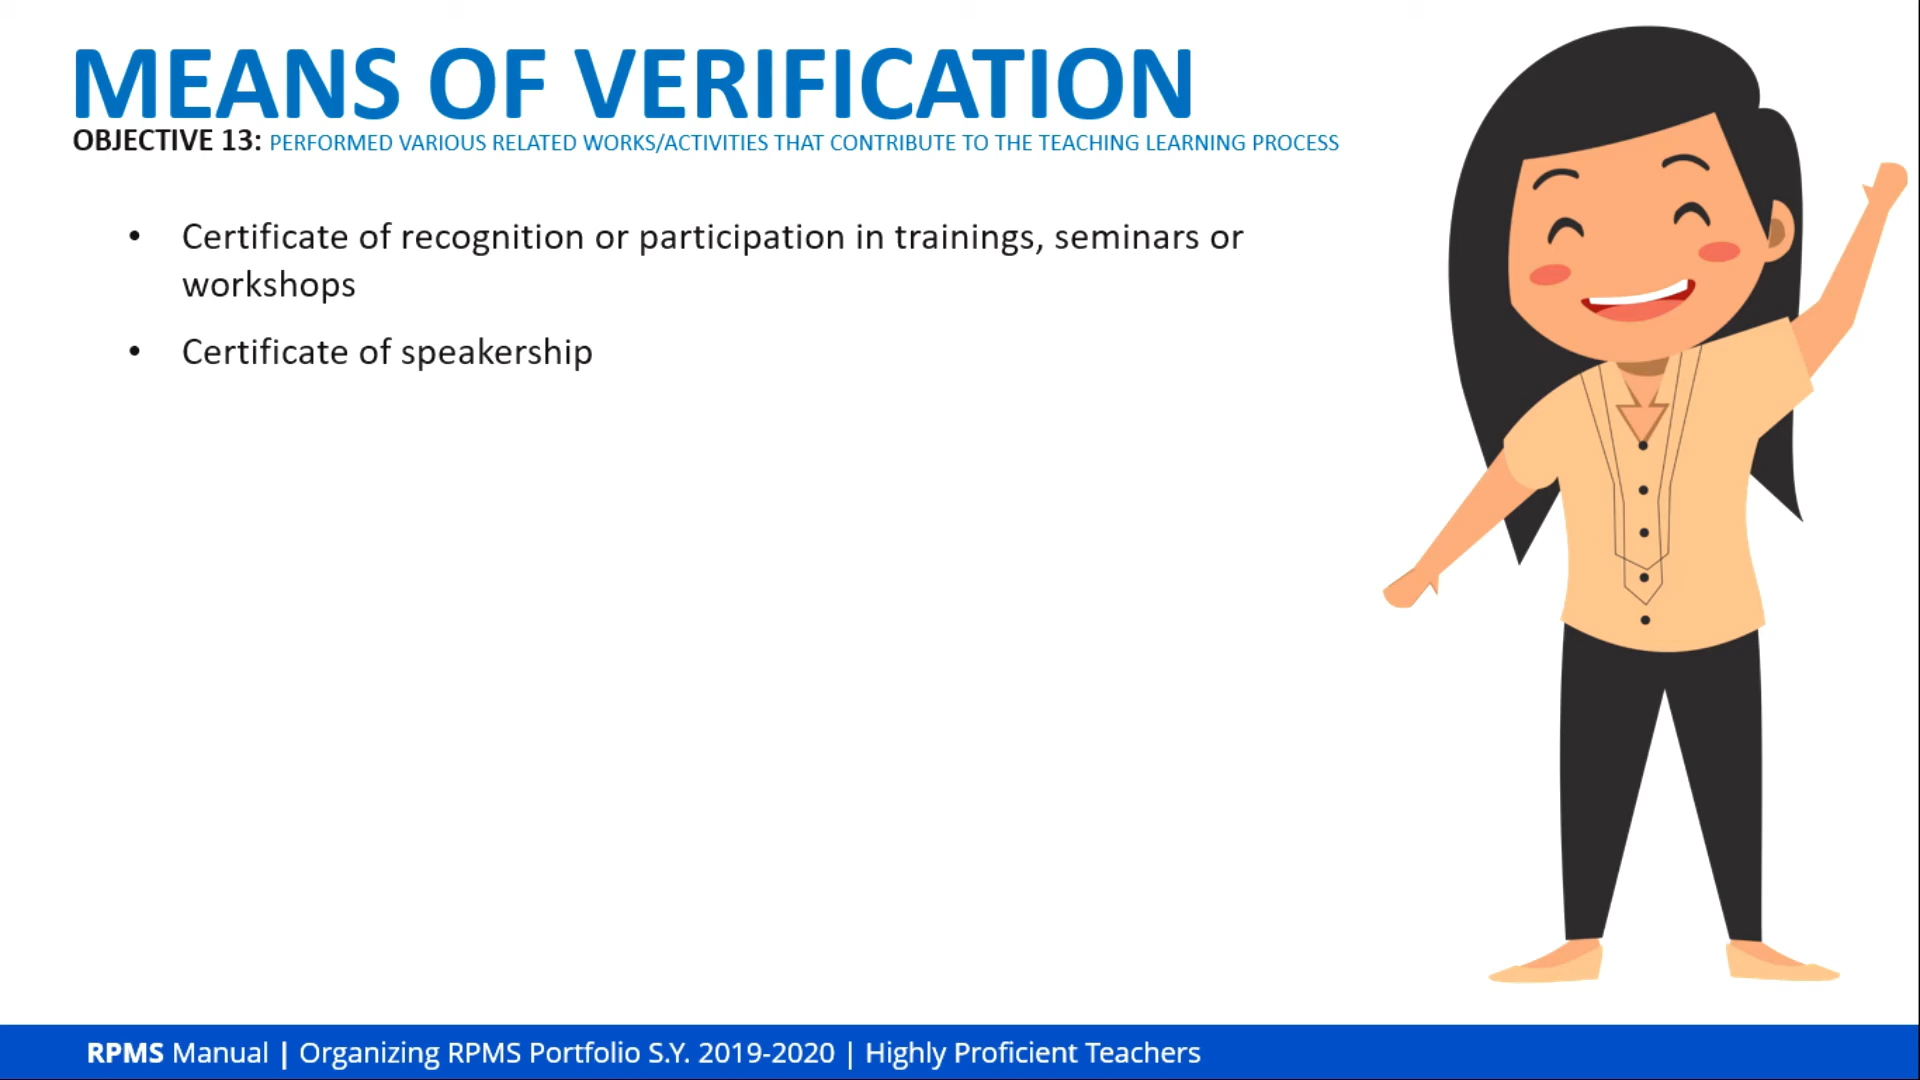 MEANS OF VERIFICATION
OBJECTIVE 13: PERFORMED VARIOUS RELATED WORKS/ACTIVITIES THAT CONTRIBUTE TO THE TEACHING LEARNING PROCESS
• Certificate of recognition or participation in trainings, seminars or
workshops
• Certificate of speakership
RPMS Manual | Organizing RPMS Portfolio S.Y. 2019-2020 | Highly Proficient Teachers